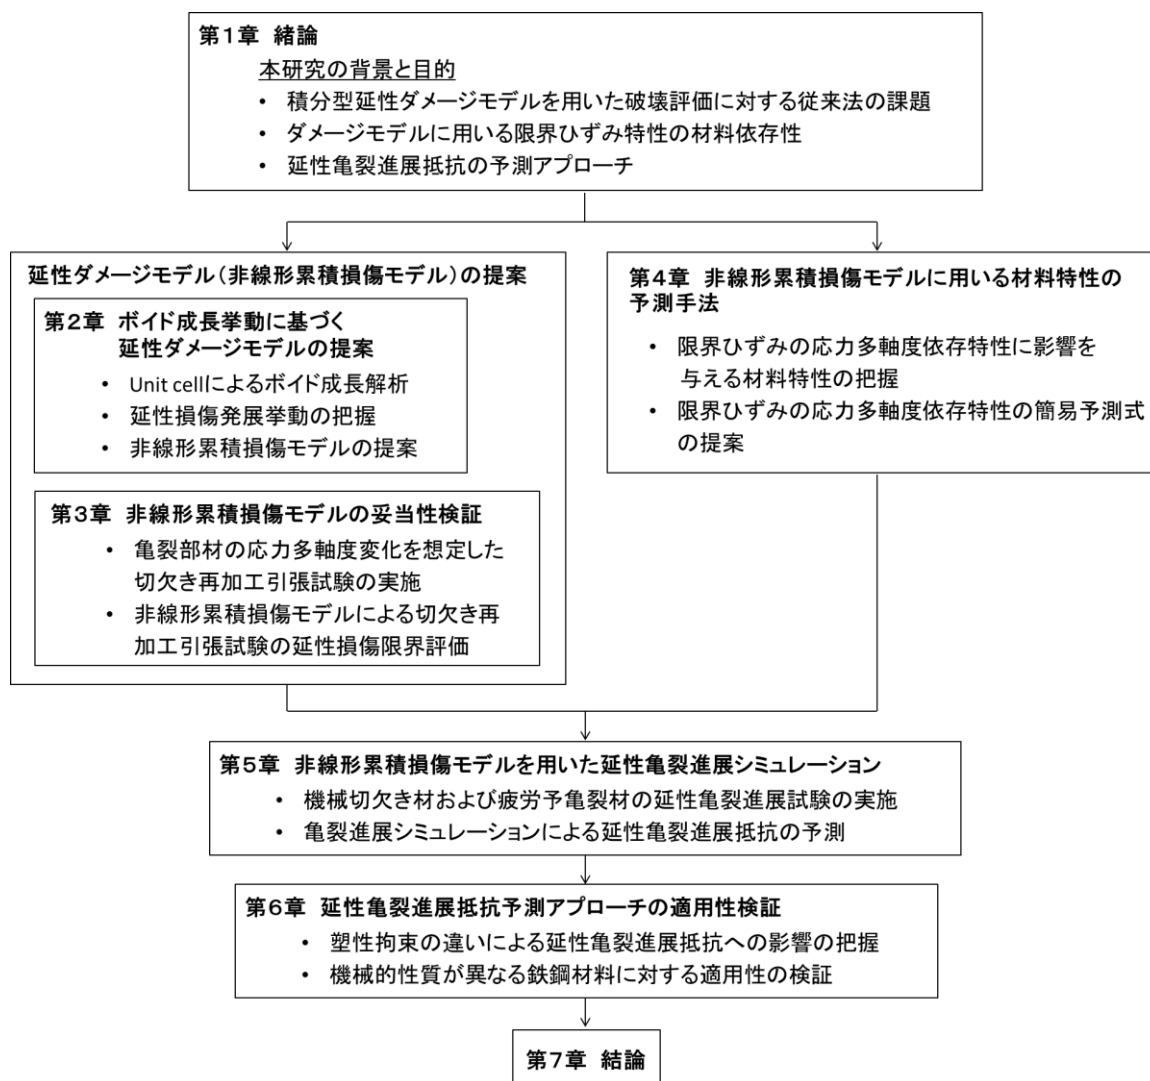 第1章 緒論
本研究の背景と目的
• 積分型延性ダメージモデルを用いた破壊評価に対する従来法の課題
• ダメージモデルに用いる限界ひずみ特性の材料依存性
• 延性亀裂進展抵抗の予測アプローチ
延性ダメージモデル（非線形累積損傷モデル）の提案
第2章 ボイド成長挙動に基づく
延性ダメージモデルの提案
• Unit cellによるボイド成長解析
• 延性損傷発展挙動の把握
• 非線形累積損傷モデルの提案
第3章 非線形累積損傷モデルの妥当性検証
• 亀裂部材の応力多軸度変化を想定した
切欠き再加工引張試験の実施
• 非線形累積損傷モデルによる切欠き再
加工引張試験の延性損傷限界評価
第4章 非線形累積損傷モデルに用いる材料特性の
予測手法
• 限界ひずみの応力多軸度依存特性に影響を
与える材料特性の把握
• 限界ひずみの応力多軸度依存特性の簡易予測式
の提案
第5章 非線形累積損傷モデルを用いた延性亀裂進展シミュレーション
• 機械切欠き材および疲労予亀裂材の延性亀裂進展試験の実施
• 亀裂進展シミュレーションによる延性亀裂進展抵抗の予測
第6章 延性亀裂進展抵抗予測アプローチの適用性検証
• 塑性拘束の違いによる延性亀裂進展抵抗への影響の把握
• 機械的性質が異なる鉄鋼材料に対する適用性の検証
第7章 結論